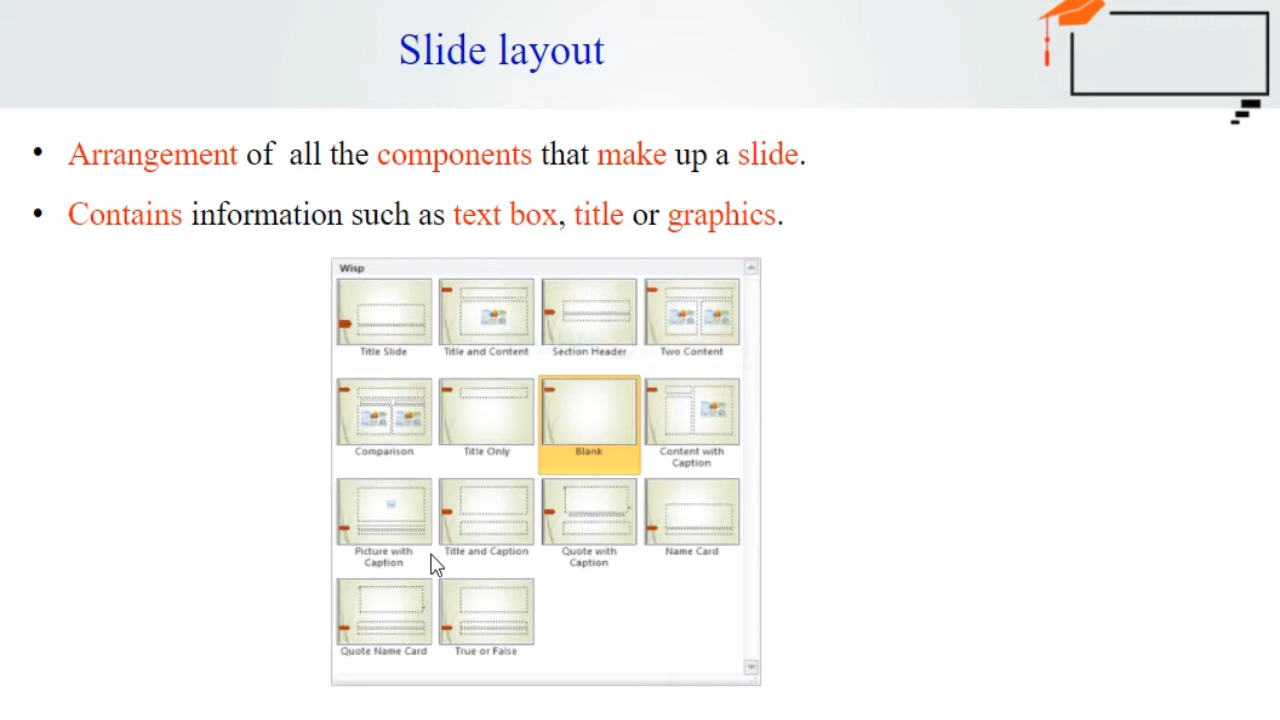 Slide layout
• Arrangement of all the components that make up a slide.
• Contains information such as text box, title or graphics.
Wisp
Title Slide
Title and Content
Section Header
Two Content
Comparison
Title Only
Blank
Content with
Caption
Picture with
Caption
Title and Caption
Quote with
Caption
Name Card
Quote Name Card
True or False